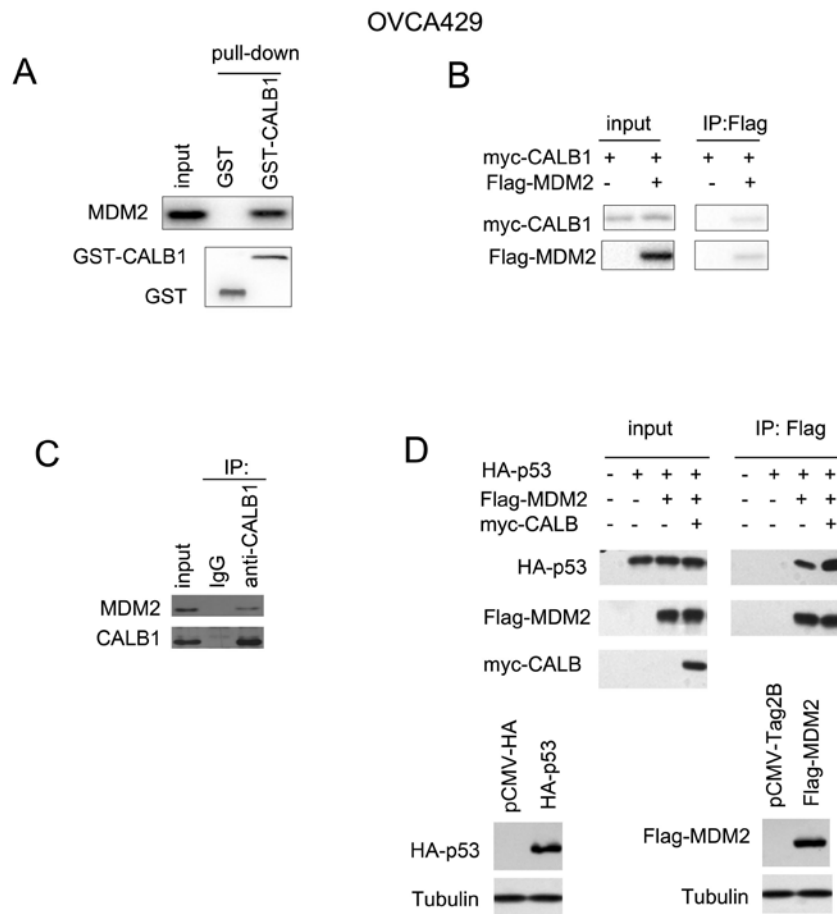 OVCA429
A
pull-down
input
GST
GST-CALB1
MDM2
GST-CALB1
GST
B
input IP:Flag
myc-CALB1 + + + +
Flag-MDM2 - + - +
myc-CALB1
Flag-MDM2
C
IP:
input
IgG
anti-CALB1
MDM2
CALB1
D
input IP: Flag
HA-p53 - + + + - + + +
Flag-MDM2 - - + + - - + +
myc-CALB - - - + - - - +
HA-p53
Flag-MDM2
myc-CALB
pCMV-HA
HA-p53
HA-p53
Tubulin
pCMV-Tag2B
Flag-MDM2
Flag-MDM2
Tubulin